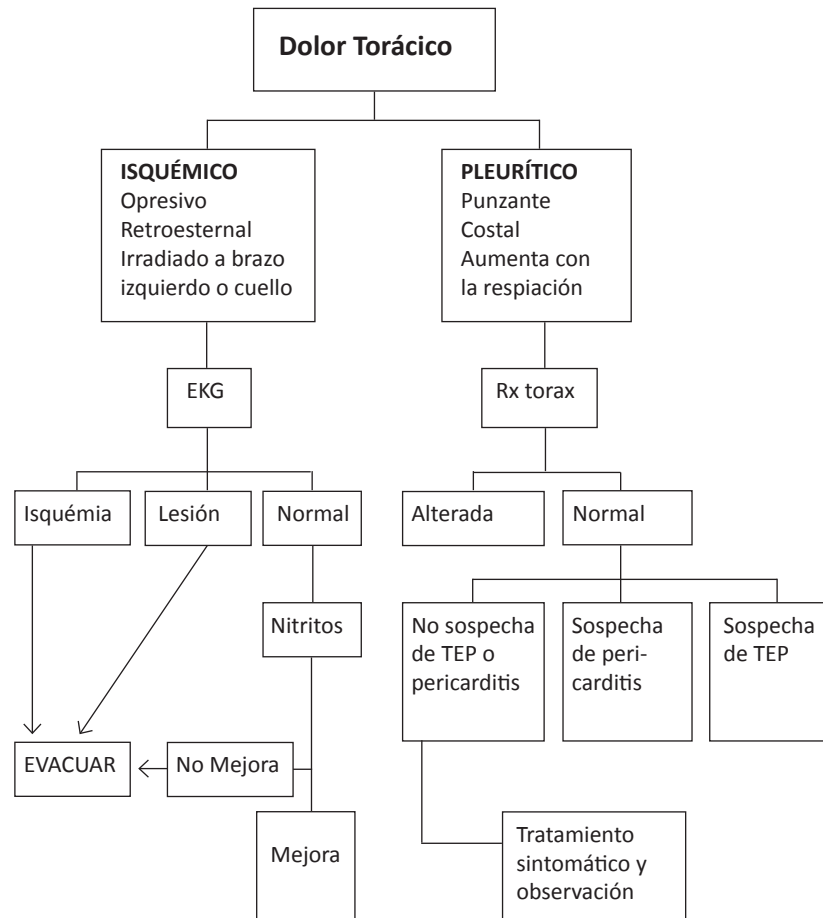 Dolor Torácico
ISQUÉMICO
Opresivo
Retroesternal
Irradiado a brazo
izquierdo o cuello
PLEURÍTICO
Punzante
Costal
Aumenta con
la respiación
EKG
Rx torax
Isquémia
Lesión
Normal
Alterada
Normal
Nitritos
No sospecha
de TEP o
pericarditis
Sospecha
de peri-
carditis
Sospecha
de TEP
EVACUAR
No Mejora
Mejora
Tratamiento
sintomático y
observación